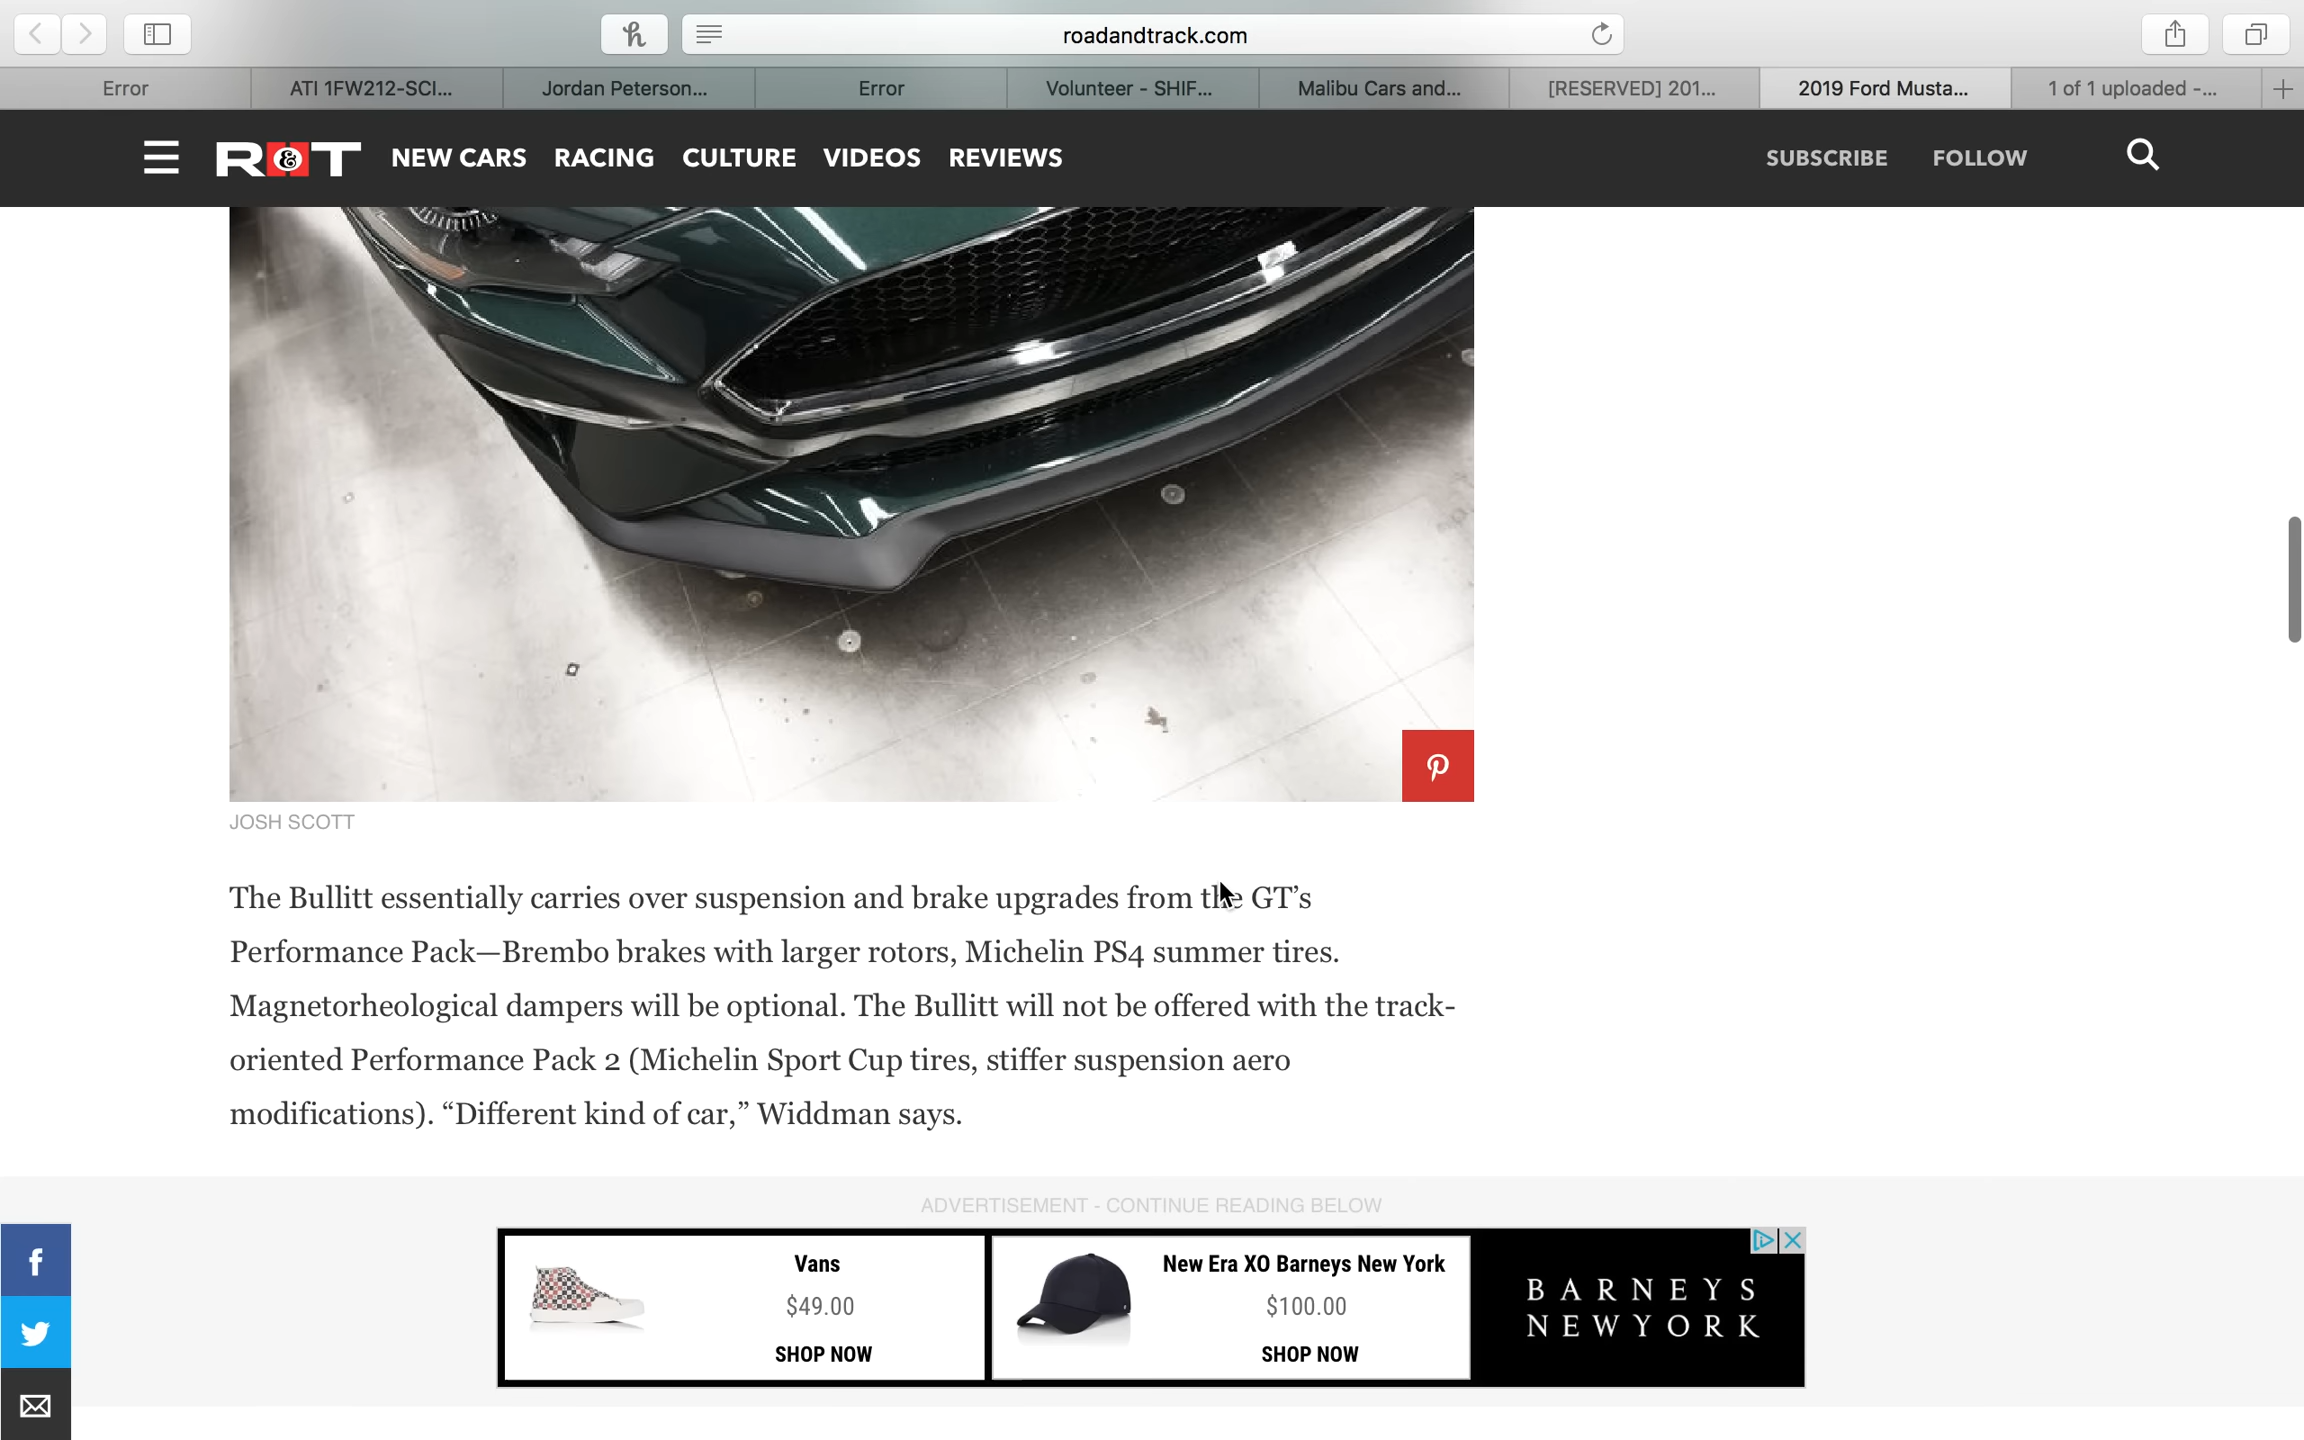 roadandtrack.com
Error
ATI 1FW212-SCI...
Jordan Peterson...
Error
Volunteer - SHIF...
Malibu Cars and...
[RESERVED] 201...
2019 Ford Musta...
1 of 1 uploaded -...
R&T
NEW CARS
RACING
CULTURE
VIDEOS
REVIEWS
SUBSCRIBE
FOLLOW
JOSH SCOTT
The Bullitt essentially carries over suspension and brake upgrades from the GT’s
Performance Pack—Brembo brakes with larger rotors, Michelin PS4 summer tires.
Magnetorheological dampers will be optional. The Bullitt will not be offered with the track-
oriented Performance Pack 2 (Michelin Sport Cup tires, stiffer suspension aero
modifications). “Different kind of car,” Widdman says.
ADVERTISEMENT - CONTINUE READING BELOW
Vans
$49.00
SHOP NOW
New Era XO Barneys New York
$100.00
SHOP NOW
BARNEYS
NEWYORK